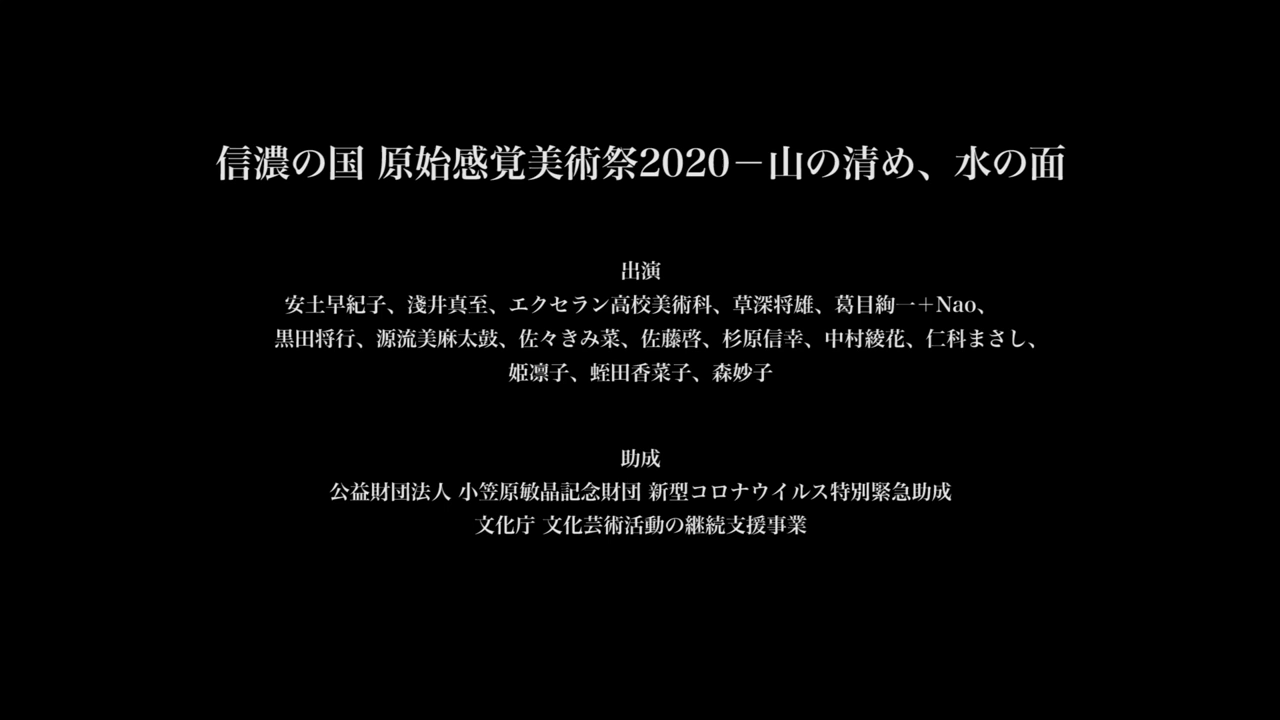 信濃の国 原始感覚美術祭2020－山の清め、水の面
出演
安土早紀子、淺井真至、エクセラン高校美術科、草深将雄、葛目絢一＋Nao、
黒田将行、源流美麻太鼓、佐々きみ菜、佐藤啓、杉原信幸、中村綾花、仁科まさし、
姫凛子、蛭田香菜子、森妙子
助成
公益財団法人 小笠原敏晶記念財団 新型コロナウイルス特別緊急助成
文化庁 文化芸術活動の継続支援事業